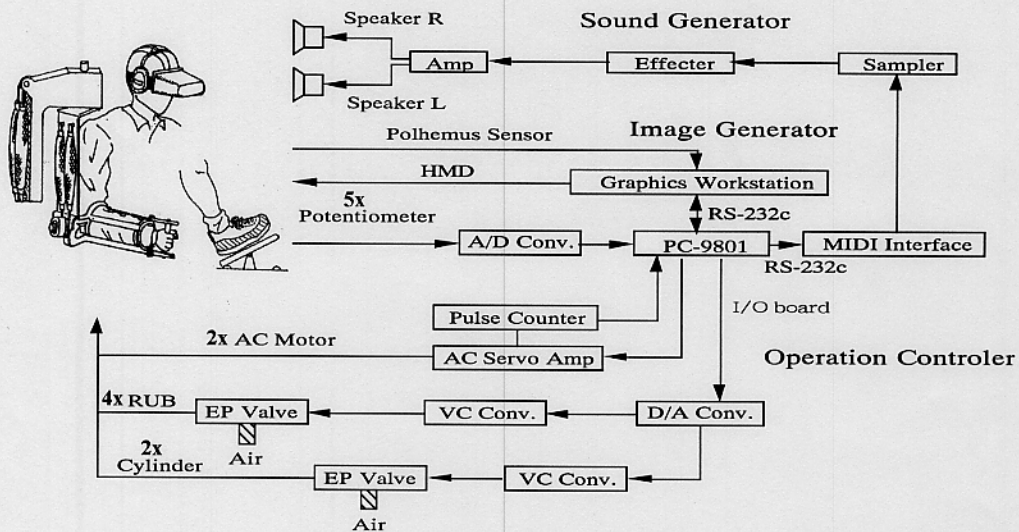 Speaker R
Sound Generator
Amp
Effecter
Sampler
Speaker L
Polhemus Sensor
Image Generator
HMD
Graphics Workstation
5x
Potentiometer
RS-232c
A/D Conv.
PC-9801
MIDI Interface
RS-232c
I/O board
Pulse Counter
2x AC Motor
AC Servo Amp
Operation Controler
4x RUB
EP Valve
VC Conv.
D/A Conv.
Air
2x
Cylinder
EP Valve
VC Conv.
Air